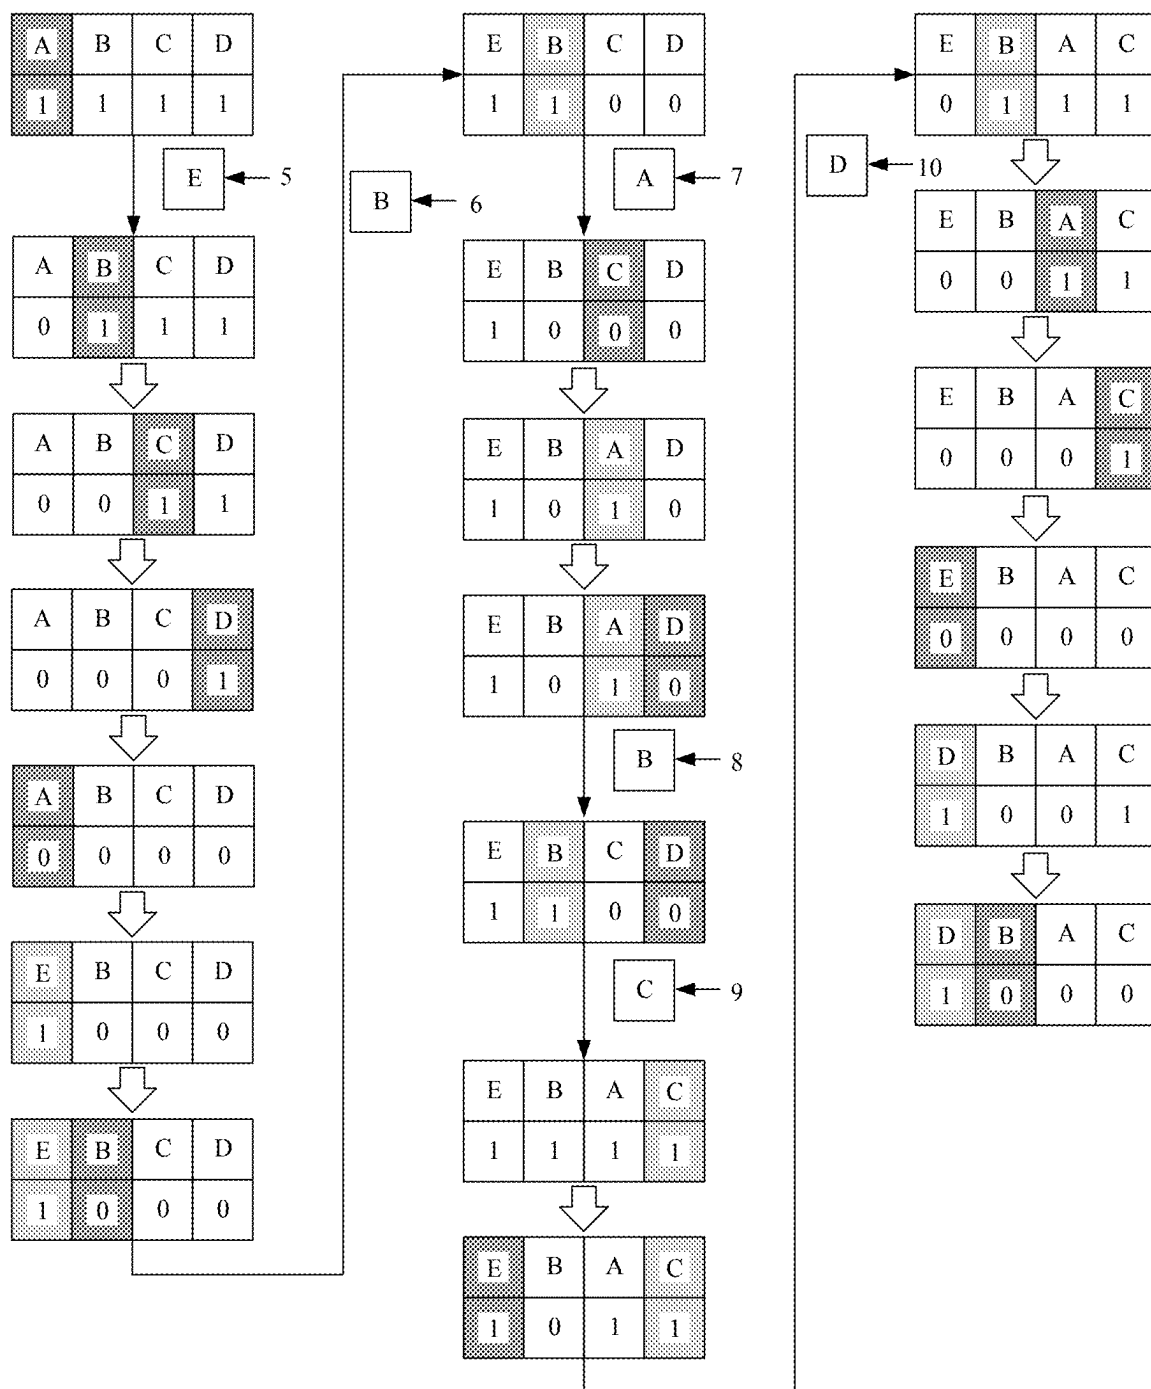 A B C D
1 1 1 1
E 5
A B C D
0 1 1 1
A B C D
0 0 1 1
A B C D
0 0 0 1
A B C D
0 0 0 0
E B C D
1 0 0 0
E B C D
1 0 0 0
B 6
E B C D
1 1 0 0
A 7
E B C D
1 0 0 0
E B A D
1 0 1 0
E B A D
1 0 1 0
B 8
E B C D
1 1 0 0
C 9
E B A C
1 1 1 1
E B A C
1 0 1 1
D 10
E B A C
0 1 1 1
E B A C
0 0 1 1
E B A C
0 0 0 1
E B A C
0 0 0 0
D B A C
1 0 0 1
D B A C
1 0 0 0